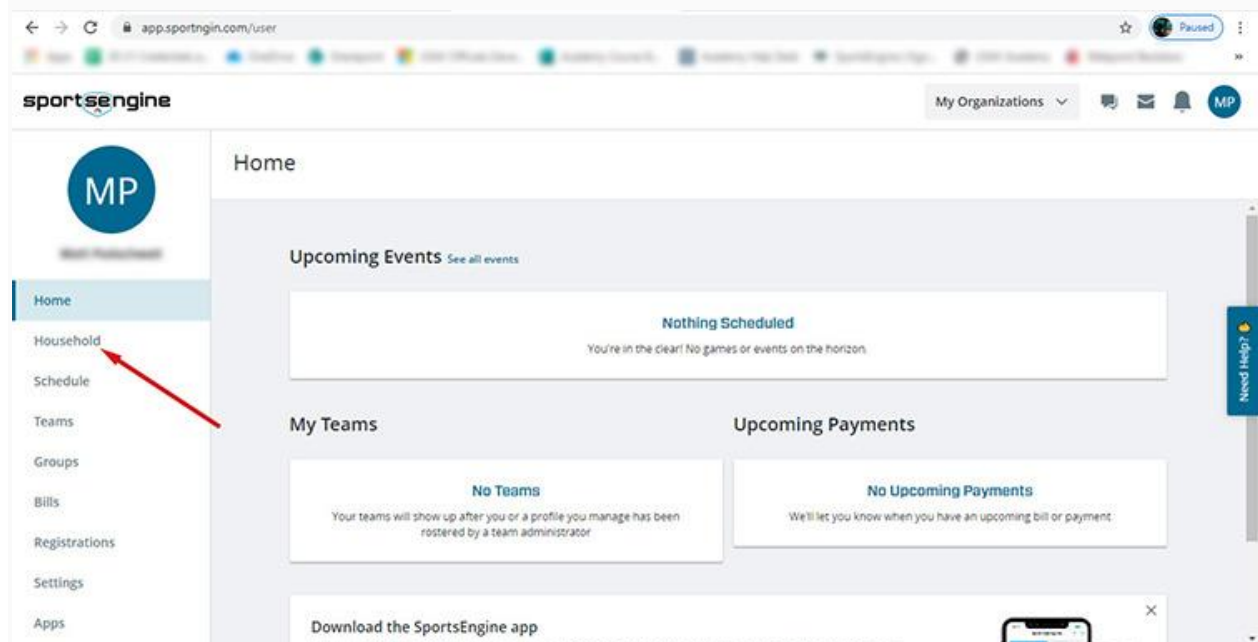 app.sportngin.com/user
Paused
sportsengine
My Organizations
MP
MP
Home
Home
Household
Schedule
Teams
Groups
Bills
Registrations
Settings
Apps
Upcoming Events See all events
Nothing Scheduled
You're in the clear! No games or events on the horizon.
My Teams
No Teams
Your teams will show up after you or a profile you manage has been
rostered by a team administrator
Upcoming Payments
No Upcoming Payments
We'll let you know when you have an upcoming bill or payment
Download the SportsEngine app
Need Help?